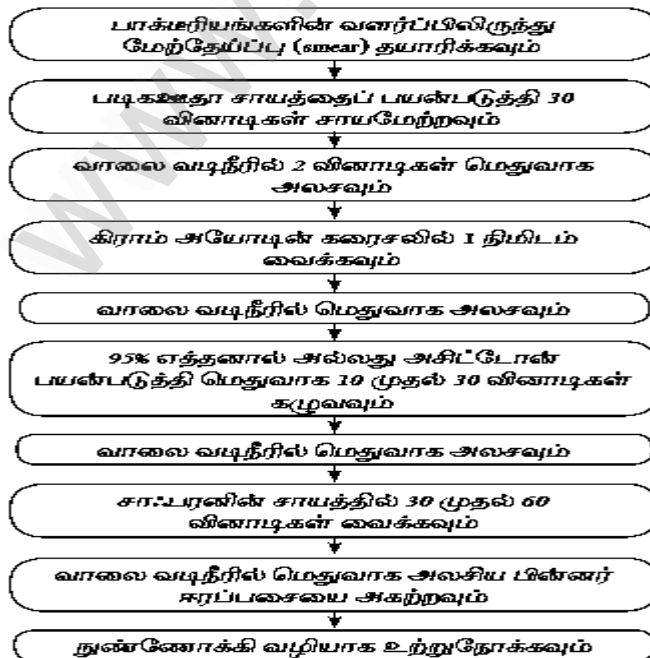 பாக்டீரியங்களின் வளர்ப்பிலிருந்து
மேற்தேய்ப்பு (smear) தயாரிக்கவும்
படிகஊதா சாயத்தைப் பயன்படுத்தி 30
வினாடிகள் சாயமேற்றவும்
வாலை வடிநீரில் 2 வினாடிகள் மெதுவாக
அலசவும்
கிராம் அயோடின் கரைசலில் 1 நிமிடம்
வைக்கவும்
வாலை வடிநீரில் மெதுவாக அலசவும்
95% எத்தனால் அல்லது அசிட்டோன்
பயன்படுத்தி மெதுவாக 10 முதல் 30 வினாடிகள்
கழுவவும்
வாலை வடிநீரில் மெதுவாக அலசவும்
சாஃப்ரனின் சாயத்தில் 30 முதல் 60
வினாடிகள் வைக்கவும்
வாலை வடிநீரில் மெதுவாக அலசிய பின்னர்
ஈரப்பசையை அகற்றவும்
நுண்ணோக்கி வழியாக உற்றுநோக்கவும்
www.